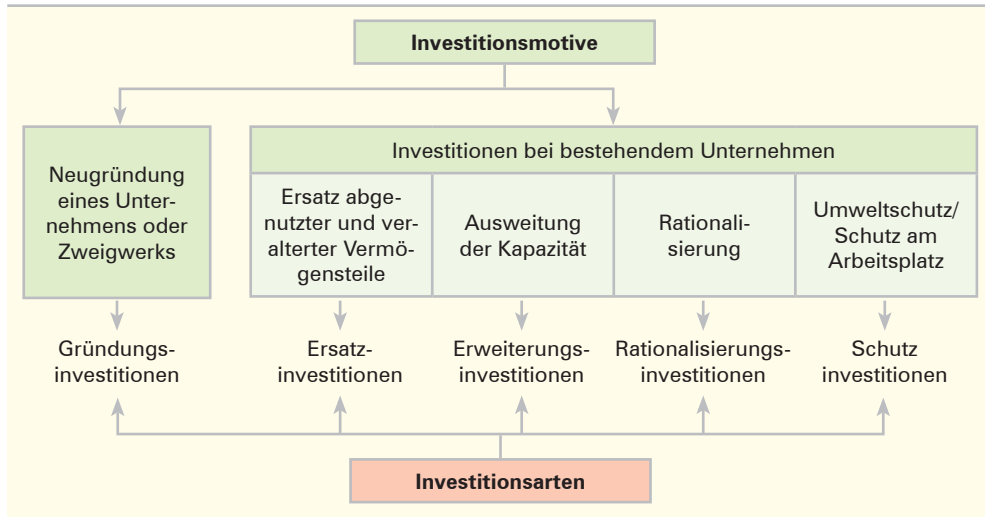 Investitionsmotive
Neugründung
eines Unter-
nehmens oder
Zweigwerks
Investitionen bei bestehendem Unternehmen
Ersatz abge-
nutzter und ver-
alterter Vermö-
gensteile
Ausweitung
der Kapazität
Rationali-
sierung
Umweltschutz/
Schutz am
Arbeitsplatz
Gründungs-
investitionen
Ersatz-
investitionen
Erweiterungs-
investitionen
Rationalisierungs-
investitionen
Schutz
investitionen
Investitionsarten